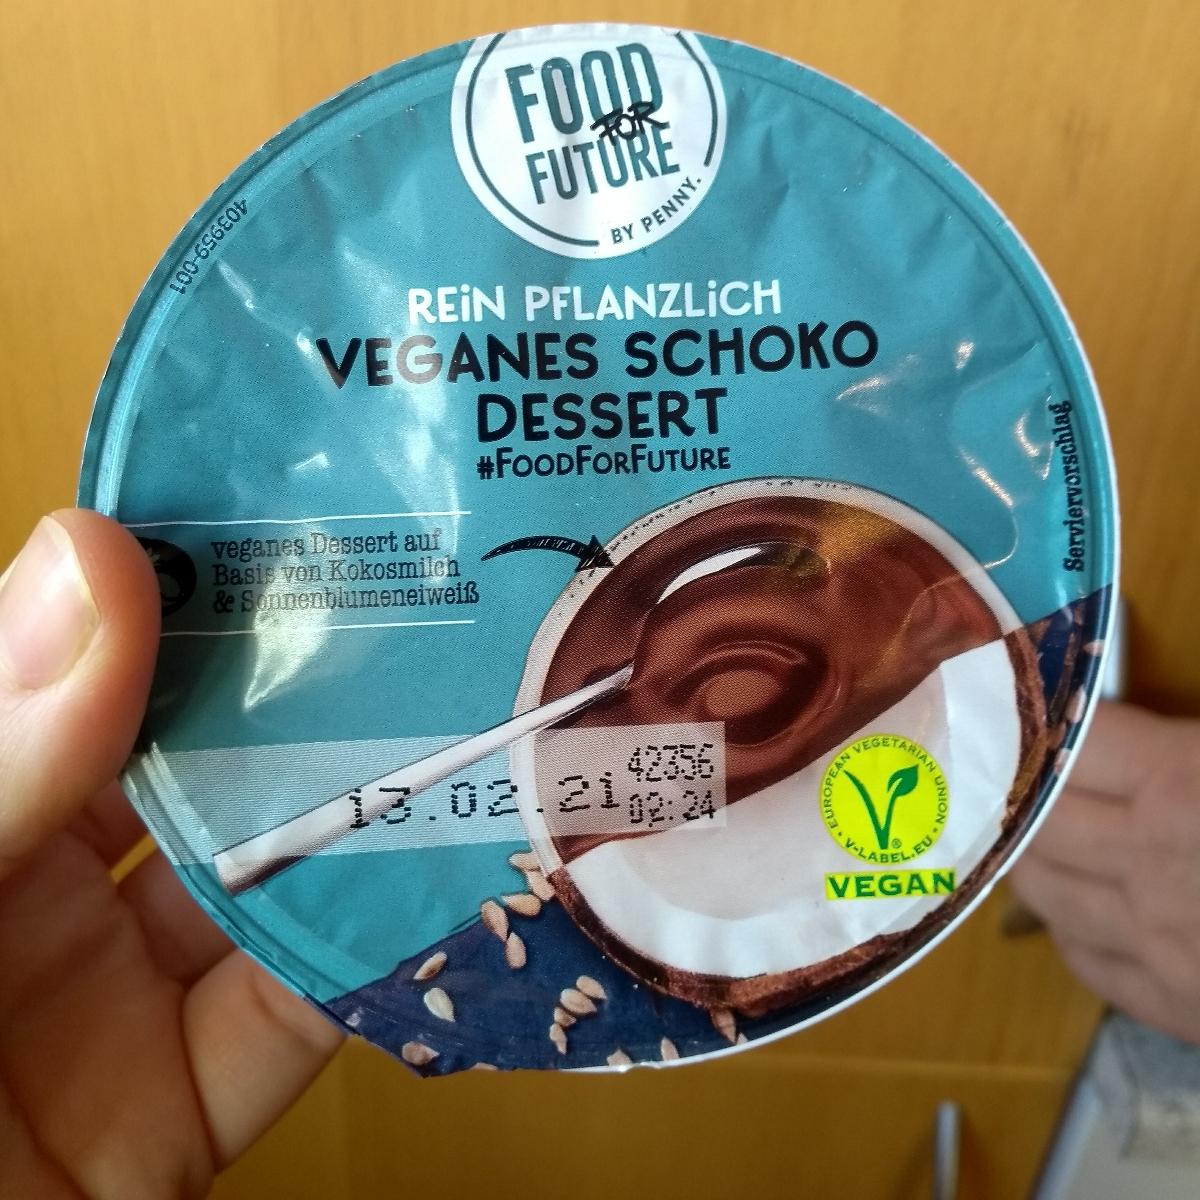 FOOD
FOR
FUTURE
BY PENNY.
403959-001
REiN PFLANZLiCH
VEGANES SCHOKO
DESSERT
#FOODFORFUTURE
veganes Dessert auf
Basis von Kokosmilch
& Sonnenblumeneiweiß
Serviervorschlag
13.02.21
42356
02:24
EUROPEAN VEGETARIAN UNION
V
®
• V-LABEL.EU •
VEGAN